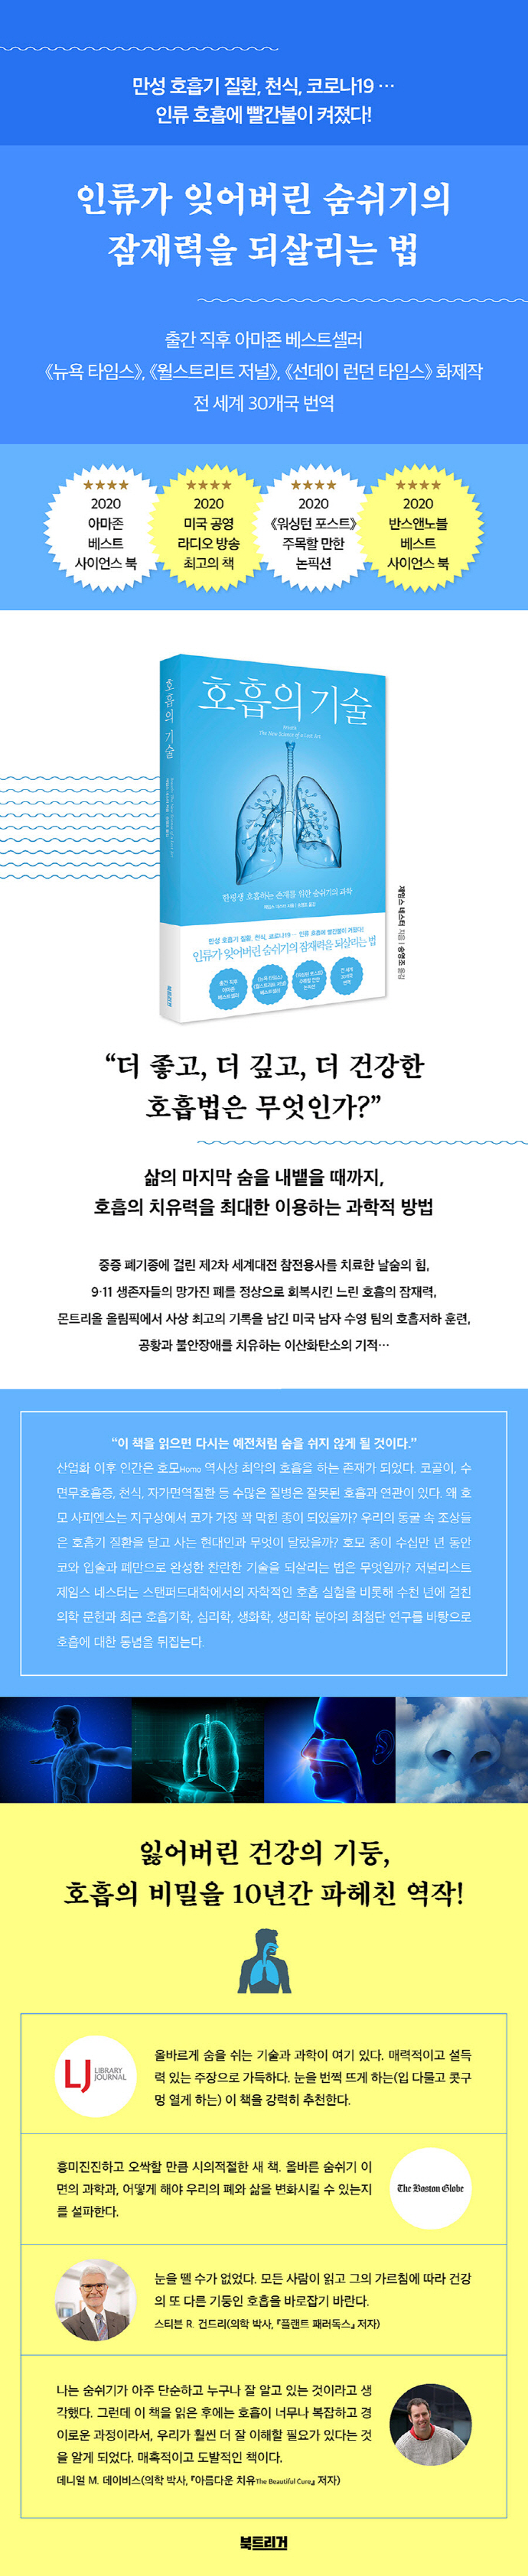 만성 호흡기 질환, 천식, 코로나19 …
인류 호흡에 빨간불이 켜졌다!
인류가 잊어버린 숨쉬기의
잠재력을 되살리는 법
출간 직후 아마존 베스트셀러
《뉴욕 타임스》, 《월스트리트 저널》, 《선데이 런던 타임스》 화제작
전 세계 30개국 번역
★★★★
2020
아마존
베스트
사이언스 북
★★★★
2020
미국 공영
라디오 방송
최고의 책
★★★★
2020
《워싱턴 포스트》
주목할 만한
논픽션
★★★★
2020
반스앤노블
베스트
사이언스 북
호흡의 기술
호흡의 기술
Breath
The New Science of a Lost Art
한평생 호흡하는 존재를 위한 숨쉬기의 과학
제임스 네스터 지음 | 승영조 옮김
만성 호흡기 질환, 천식, 코로나19 … 인류 호흡에 빨간불이 켜졌다!
인류가 잊어버린 숨쉬기의 잠재력을 되살리는 법
출간 직후
아마존
베스트셀러
전 세계
30개국
번역
북트리거
제임스 네스터 지음 | 승영조 옮김
“더 좋고, 더 깊고, 더 건강한
호흡법은 무엇인가?”
삶의 마지막 숨을 내뱉을 때까지,
호흡의 치유력을 최대한 이용하는 과학적 방법
중증 폐기종에 걸린 제2차 세계대전 참전용사를 치료한 날숨의 힘,
9·11 생존자들의 망가진 폐를 정상으로 회복시킨 느린 호흡의 잠재력,
몬트리올 올림픽에서 사상 최고의 기록을 남긴 미국 남자 수영 팀의 호흡저하 훈련,
공황과 불안장애를 치유하는 이산화탄소의 기적…
“이 책을 읽으면 다시는 예전처럼 숨을 쉬지 않게 될 것이다.”
산업화 이후 인간은 호모Homo 역사상 최악의 호흡을 하는 존재가 되었다. 코골이, 수
면무호흡증, 천식, 자가면역질환 등 수많은 질병은 잘못된 호흡과 연관이 있다. 왜 호
모 사피엔스는 지구상에서 코가 가장 꽉 막힌 종이 되었을까? 우리의 동굴 속 조상들
은 호흡기 질환을 달고 사는 현대인과 무엇이 달랐을까? 호모 종이 수십만 년 동안
코와 입술과 폐만으로 완성한 찬란한 기술을 되살리는 법은 무엇일까? 저널리스트
제임스 네스터는 스탠퍼드대학에서의 자학적인 호흡 실험을 비롯해 수천 년에 걸친
의학 문헌과 최근 호흡기학, 심리학, 생화학, 생리학 분야의 최첨단 연구를 바탕으로
호흡에 대한 통념을 뒤집는다.
잃어버린 건강의 기둥,
호흡의 비밀을 10년간 파헤친 역작!
LJ LIBRARY
JOURNAL
올바르게 숨을 쉬는 기술과 과학이 여기 있다. 매력적이고 설득
력 있는 주장으로 가득하다. 눈을 번쩍 뜨게 하는(입 다물고 콧구
멍 열게 하는) 이 책을 강력히 추천한다.
흥미진진하고 오싹할 만큼 시의적절한 새 책. 올바른 숨쉬기 이
면의 과학과, 어떻게 해야 우리의 폐와 삶을 변화시킬 수 있는지
를 설파한다.
The Boston Globe
눈을 뗄 수가 없었다. 모든 사람이 읽고 그의 가르침에 따라 건강
의 또 다른 기둥인 호흡을 바로잡기 바란다.
스티븐 R. 건드리(의학 박사, 『플랜트 패러독스』 저자)
나는 숨쉬기가 아주 단순하고 누구나 잘 알고 있는 것이라고 생
각했다. 그런데 이 책을 읽은 후에는 호흡이 너무나 복잡하고 경
이로운 과정이라서, 우리가 훨씬 더 잘 이해할 필요가 있다는 것
을 알게 되었다. 매혹적이고 도발적인 책이다.
데니얼 M. 데이비스(의학 박사, 『아름다운 치유The Beautiful Cure』 저자)
북트리거